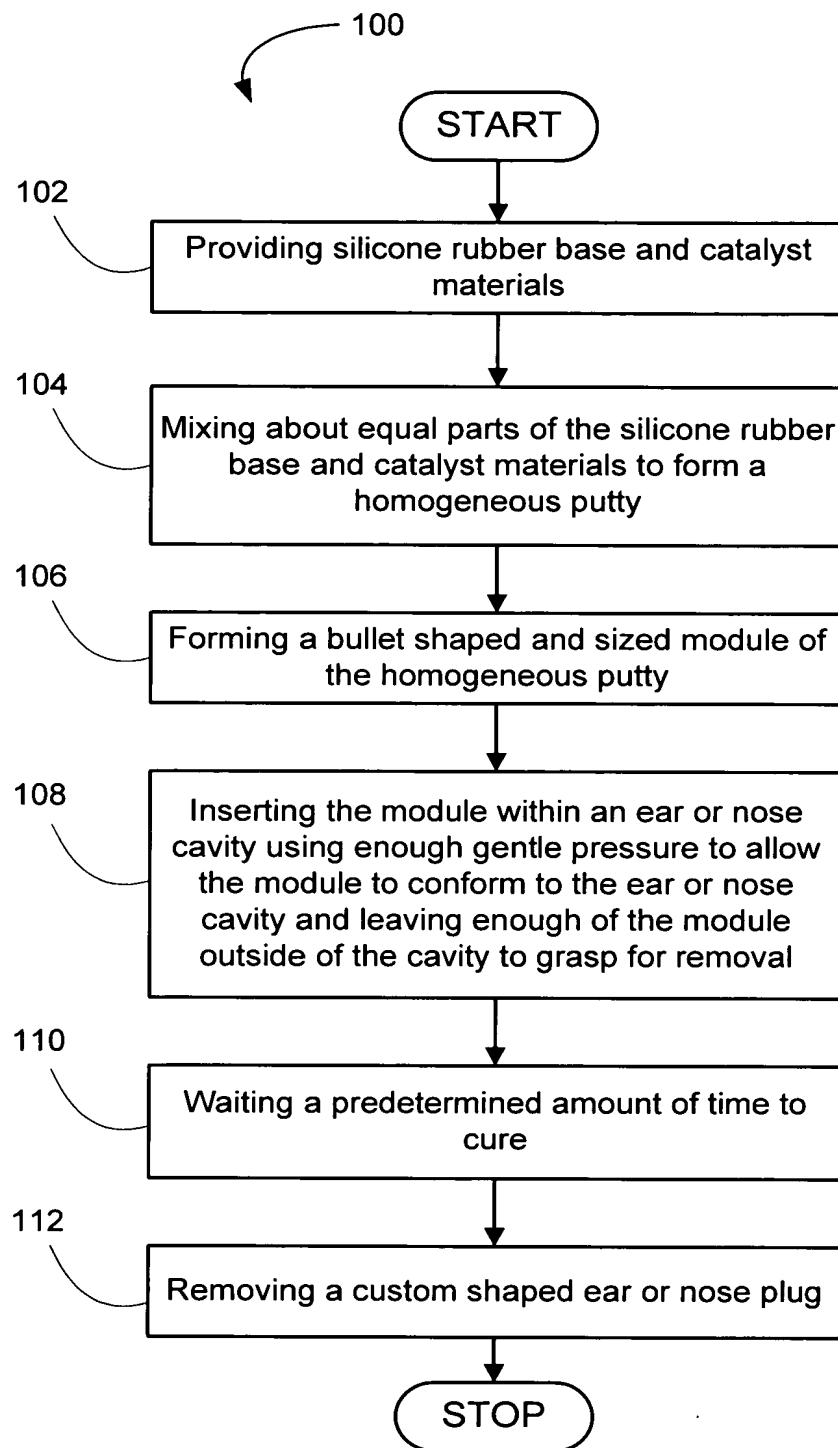 100
START
102
Providing silicone rubber base and catalyst
materials
104
Mixing about equal parts of the silicone rubber
base and catalyst materials to form a
homogeneous putty
106
Forming a bullet shaped and sized module of
the homogeneous putty
108
Inserting the module within an ear or nose
cavity using enough gentle pressure to allow
the module to conform to the ear or nose
cavity and leaving enough of the module
outside of the cavity to grasp for removal
110
Waiting a predetermined amount of time to
cure
112
Removing a custom shaped ear or nose plug
STOP